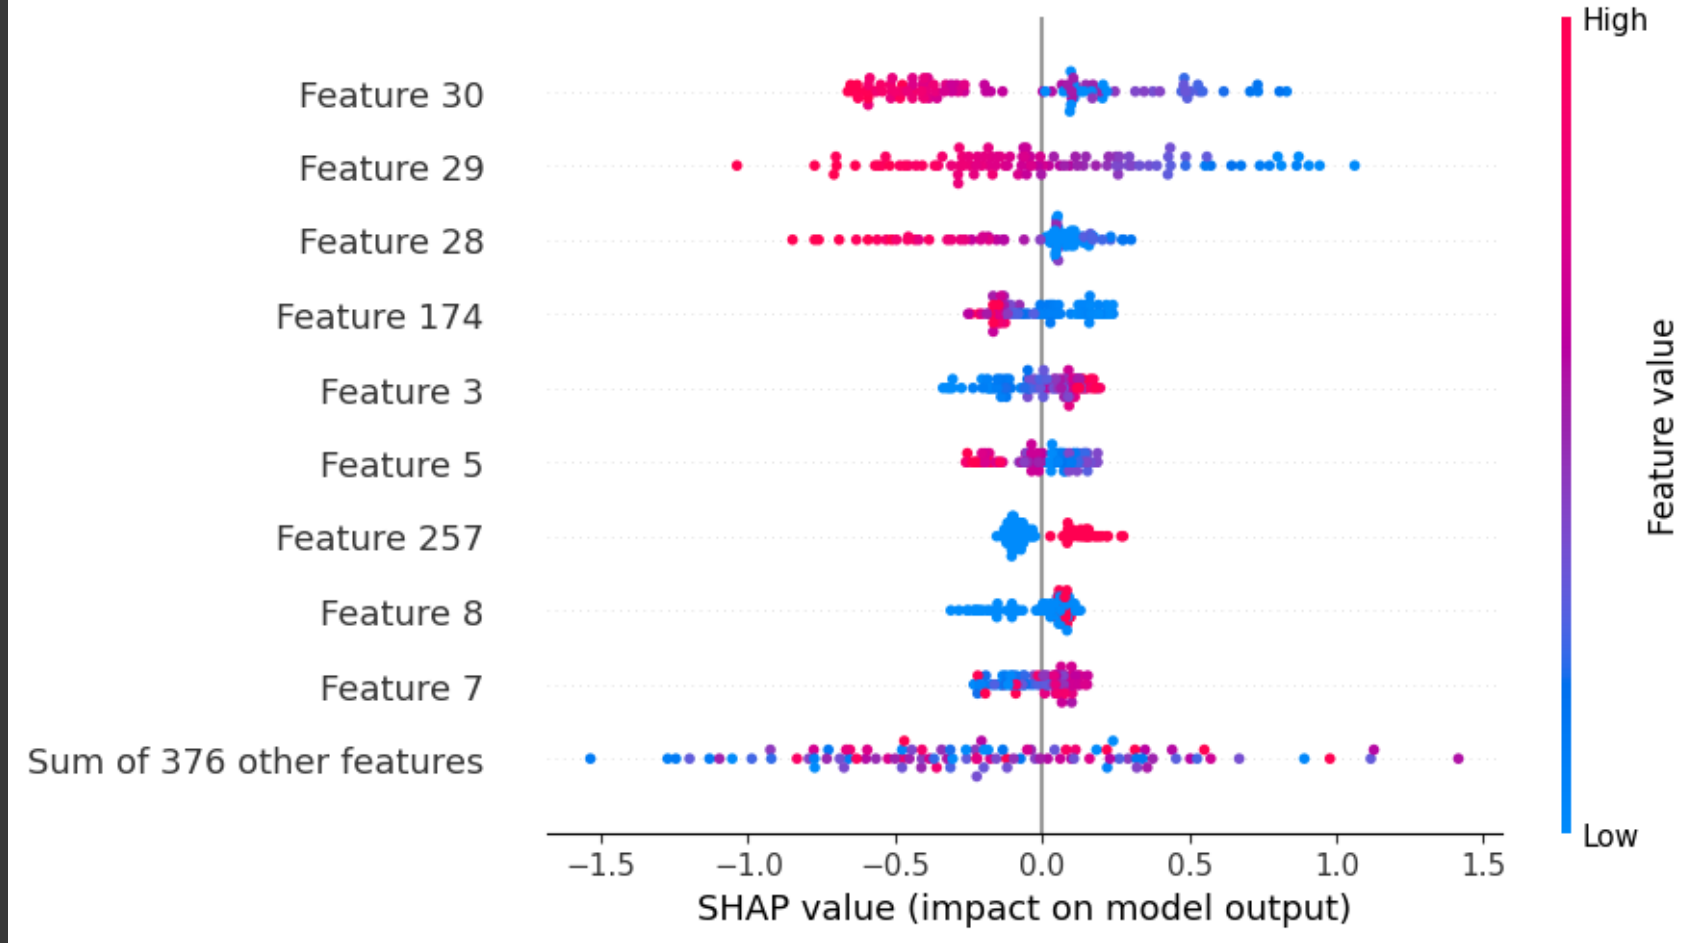 High
Feature 30
Feature 29
Feature 28
Feature 174
Feature 3
Feature 5
Feature 257
Feature 8
Feature 7
Sum of 376 other features
Feature value
Low
−1.5 −1.0 −0.5 0.0 0.5 1.0 1.5
SHAP value (impact on model output)